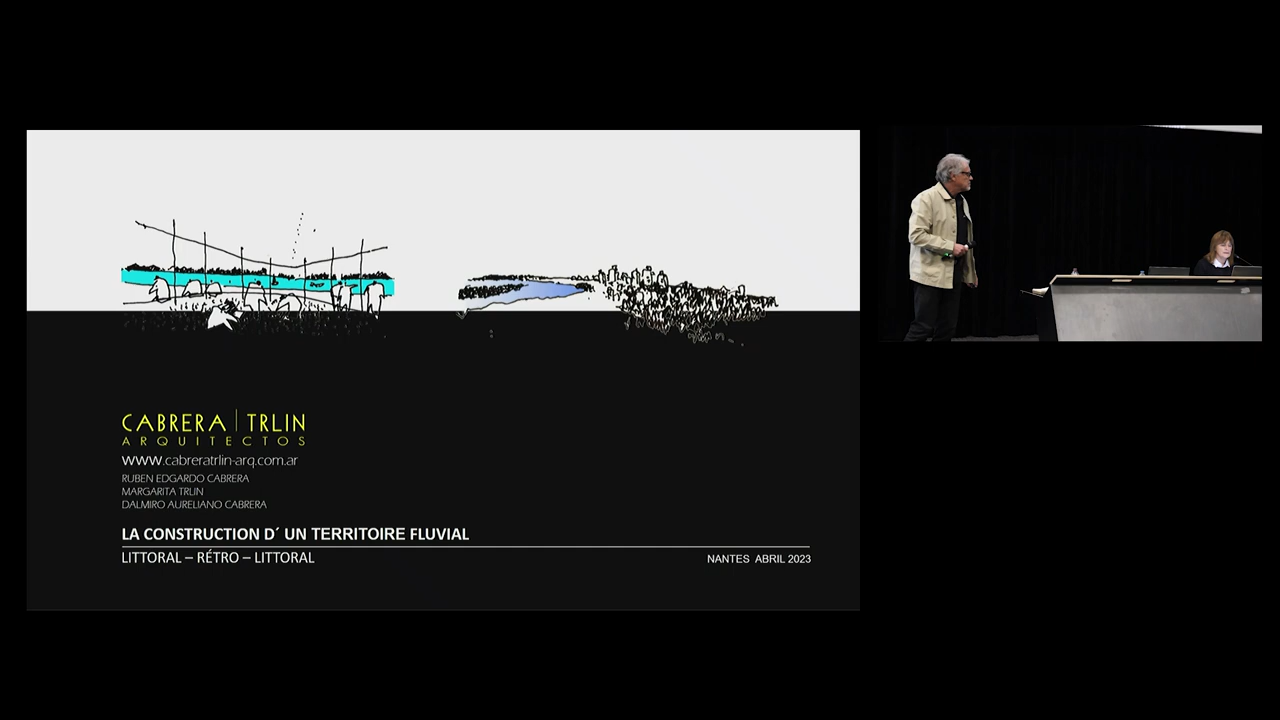 CABRERA | TRLIN
ARQUITECTOS
www.cabreratrlin-arq.com.ar
RUBEN EDGARDO CABRERA
MARGARITA TRLIN
DALMIRO AURELIANO CABRERA
LA CONSTRUCTION D´ UN TERRITOIRE FLUVIAL
LITTORAL – RÉTRO – LITTORAL
NANTES ABRIL 2023